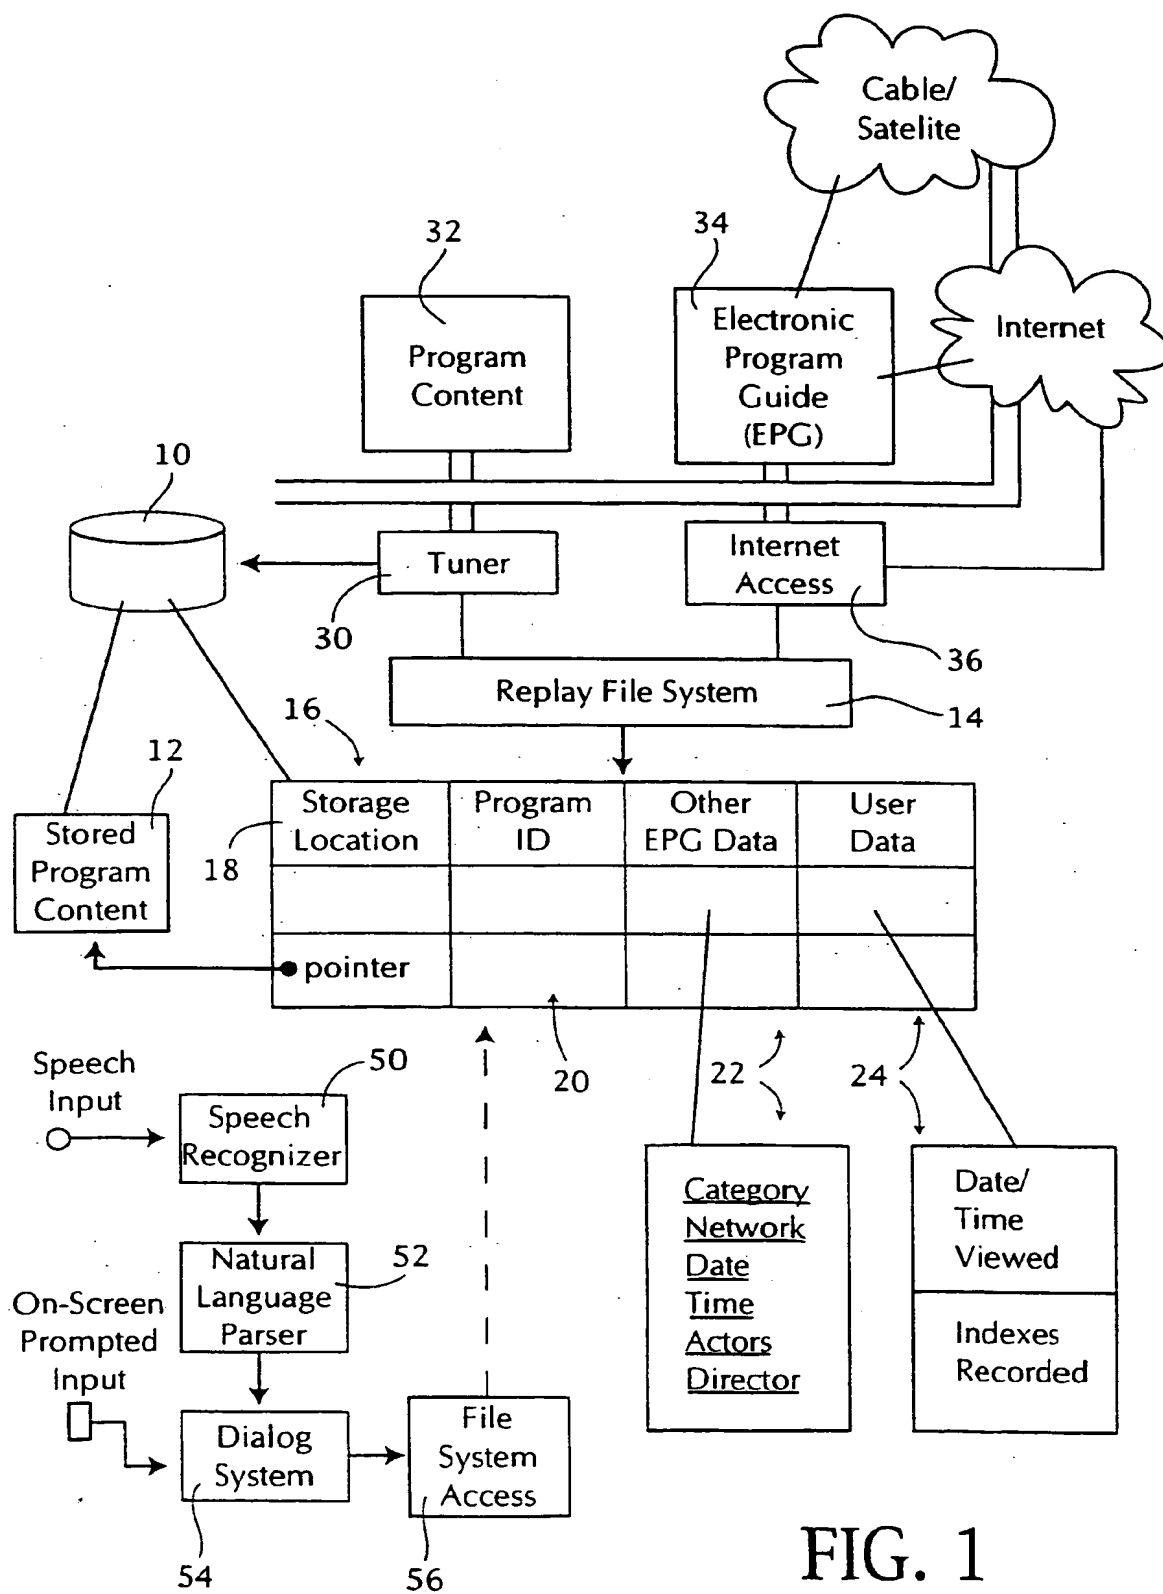 Cable/
Satelite
32
34
Program
Content
Electronic
Program
Guide
(EPG)
Internet
10
Tuner
Internet
Access
30
36
Replay File System
14
16
12
Stored
Program
Content
18
Storage
Location
Program
ID
Other
EPG Data
User
Data
pointer
20
22
24
Speech
Input
50
Speech
Recognizer
Natural
Language
Parser
52
On-Screen
Prompted
Input
Dialog
System
54
File
System
Access
56
Category
Network
Date
Time
Actors
Director
Date/
Time
Viewed
Indexes
Recorded
FIG. 1